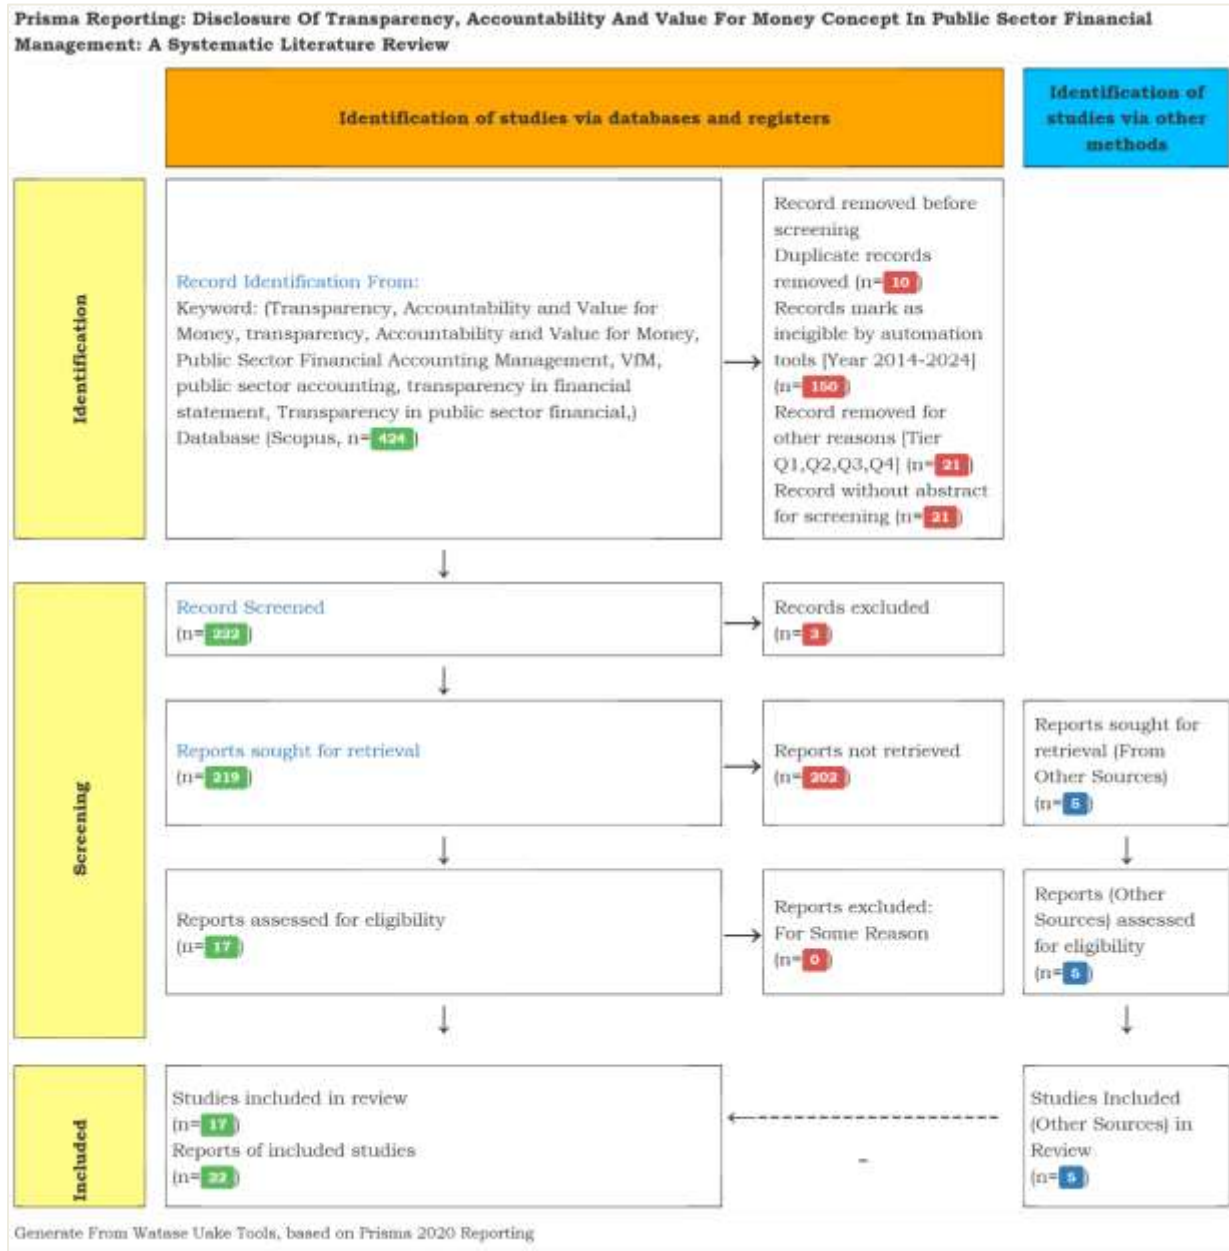 Prisma Reporting: Disclosure Of Transparency, Accountability And Value For Money Concept In Public Sector Financial
Management: A Systematic Literature Review
Identification of studies via databases and registers
Identification of
studies via other
methods
Identification
Record Identification From:
Keyword: (Transparency, Accountability and Value for
Money, transparency, Accountability and Value for Money,
Public Sector Financial Accounting Management, VfM,
public sector accounting, transparency in financial
statement, Transparency in public sector financial,)
Database (Scopus, n= 424 )
Record removed before
screening
Duplicate records
removed (n= 10 )
Records mark as
ineigible by automation
tools [Year 2014-2024]
(n= 150 )
Record removed for
other reasons [Tier
Q1,Q2,Q3,Q4] (n= 21 )
Record without abstract
for screening (n= 21 )
Screening
Record Screened
(n= 222 )
Records excluded
(n= 3 )
Reports sought for retrieval
(n= 219 )
Reports not retrieved
(n= 202 )
Reports sought for
retrieval (From
Other Sources)
(n= 5 )
Reports assessed for eligibility
(n= 17 )
Reports excluded:
For Some Reason
(n= 0 )
Reports (Other
Sources) assessed
for eligibility
(n= 5 )
Included
Studies included in review
(n= 17 )
Reports of included studies
(n= 22 )
-
Studies Included
(Other Sources) in
Review
(n= 5 )
Generate From Watase Uake Tools, based on Prisma 2020 Reporting